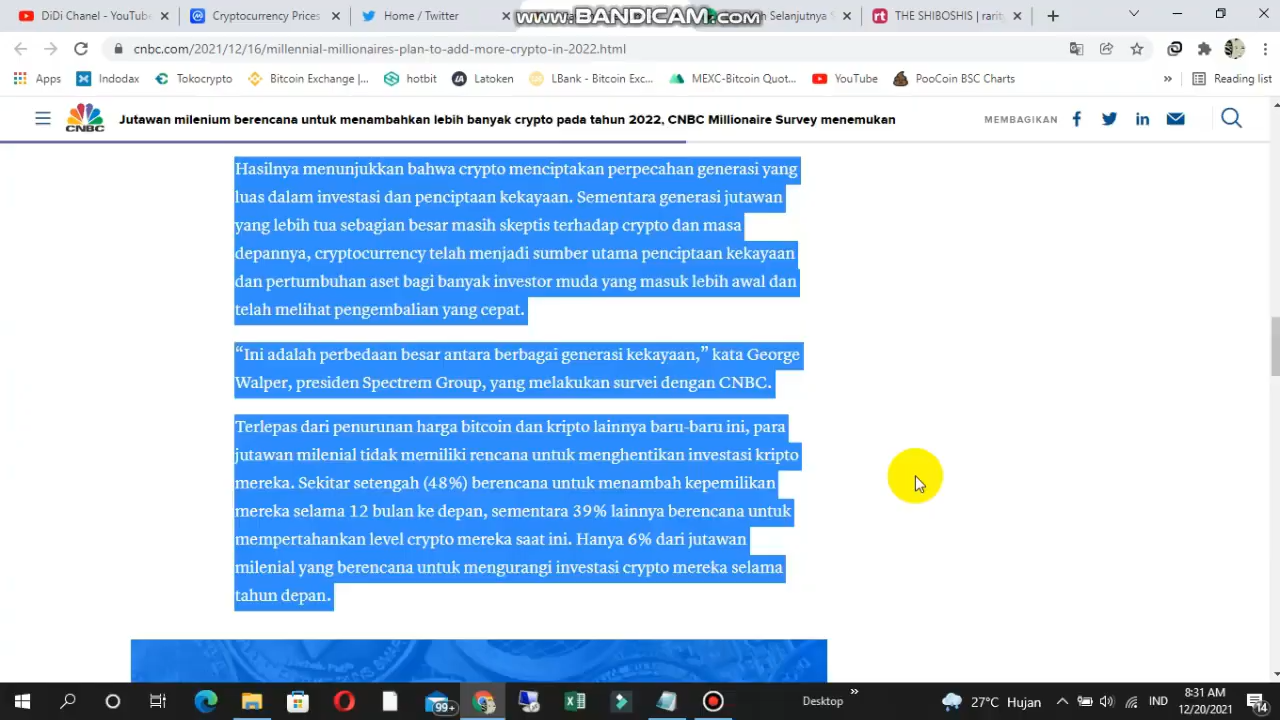 DiDi Chanel - YouTube
Cryptocurrency Prices
Home / Twitter
www.BANDICAM.com
Selanjutnya S
THE SHIBOSHIS | rarit
cnbc.com/2021/12/16/millennial-millionaires-plan-to-add-more-crypto-in-2022.html
Apps
Indodax
Tokocrypto
Bitcoin Exchange |...
hotbit
Latoken
LBank - Bitcoin Exc...
MEXC-Bitcoin Quot...
YouTube
PooCoin BSC Charts
»
Reading list
CNBC
Jutawan milenium berencana untuk menambahkan lebih banyak crypto pada tahun 2022, CNBC Millionaire Survey menemukan
MEMBAGIKAN
Hasilnya menunjukkan bahwa crypto menciptakan perpecahan generasi yang
luas dalam investasi dan penciptaan kekayaan. Sementara generasi jutawan
yang lebih tua sebagian besar masih skeptis terhadap crypto dan masa
depannya, cryptocurrency telah menjadi sumber utama penciptaan kekayaan
dan pertumbuhan aset bagi banyak investor muda yang masuk lebih awal dan
telah melihat pengembalian yang cepat.
“Ini adalah perbedaan besar antara berbagai generasi kekayaan,” kata George
Walper, presiden Spectrem Group, yang melakukan survei dengan CNBC.
Terlepas dari penurunan harga bitcoin dan kripto lainnya baru-baru ini, para
jutawan milenial tidak memiliki rencana untuk menghentikan investasi kripto
mereka. Sekitar setengah (48%) berencana untuk menambah kepemilikan
mereka selama 12 bulan ke depan, sementara 39% lainnya berencana untuk
mempertahankan level crypto mereka saat ini. Hanya 6% dari jutawan
milenial yang berencana untuk mengurangi investasi crypto mereka selama
tahun depan.
99+
Desktop
»
27°C Hujan
IND
8:31 AM
12/20/2021
14